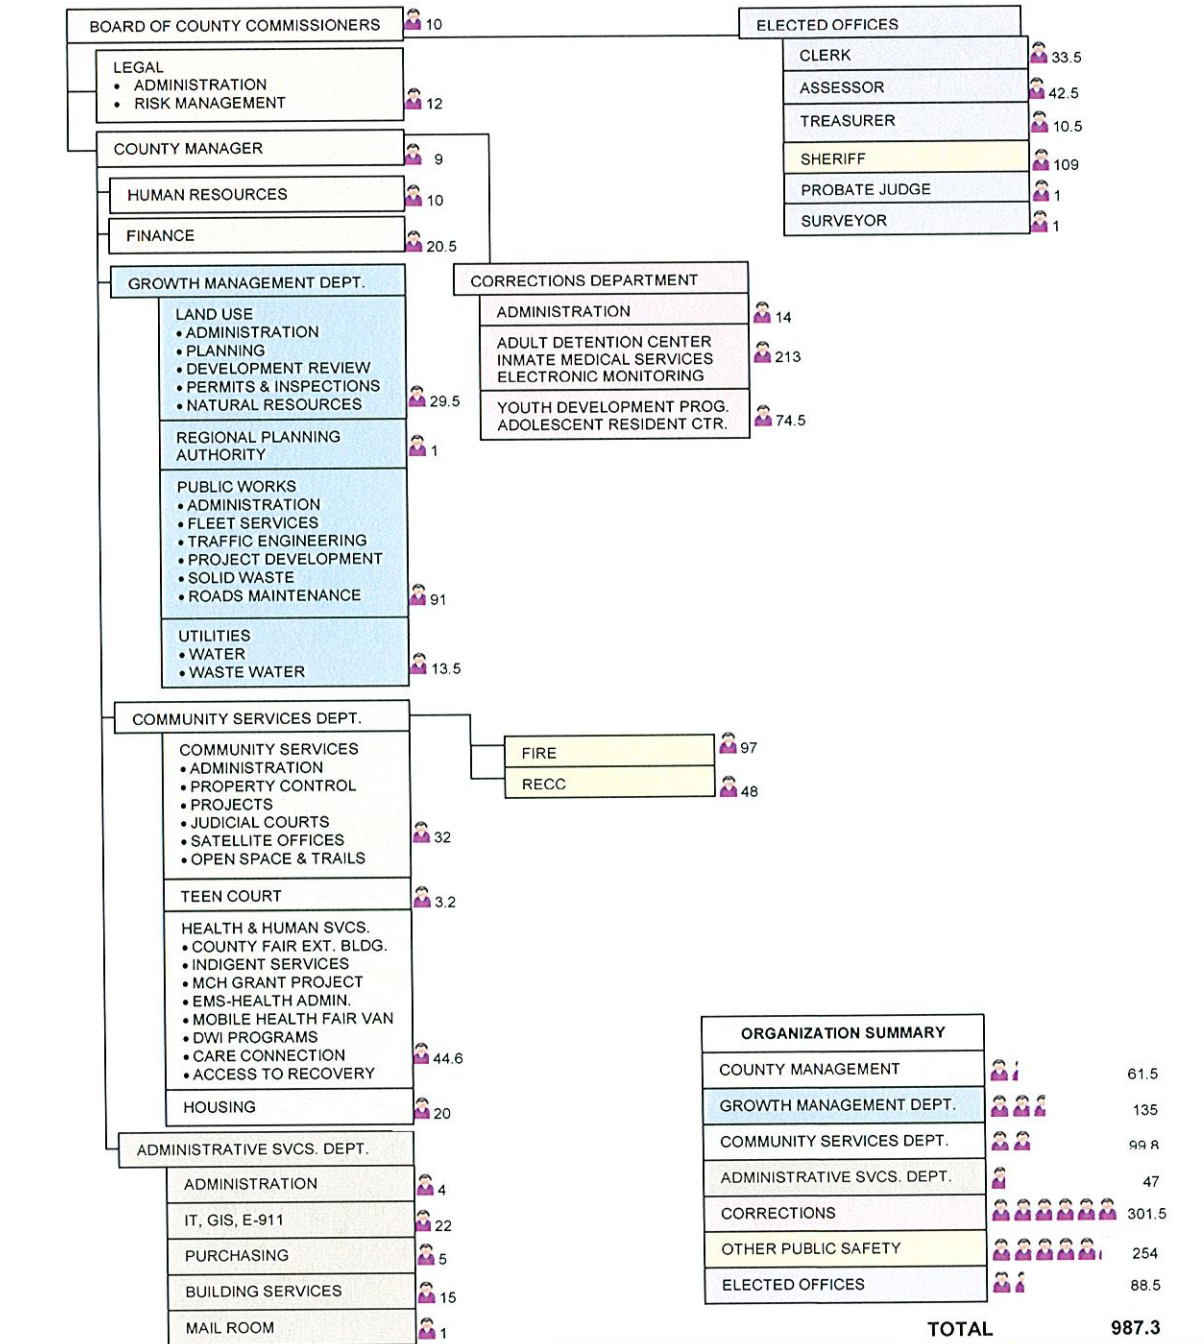 BOARD OF COUNTY COMMISSIONERS 10
LEGAL
• ADMINISTRATION
• RISK MANAGEMENT 12
COUNTY MANAGER 9
HUMAN RESOURCES 10
FINANCE 20.5
GROWTH MANAGEMENT DEPT.
LAND USE
• ADMINISTRATION
• PLANNING
• DEVELOPMENT REVIEW
• PERMITS & INSPECTIONS
• NATURAL RESOURCES 29.5
REGIONAL PLANNING
AUTHORITY 1
PUBLIC WORKS
• ADMINISTRATION
• FLEET SERVICES
• TRAFFIC ENGINEERING
• PROJECT DEVELOPMENT
• SOLID WASTE
• ROADS MAINTENANCE 91
UTILITIES
• WATER
• WASTE WATER 13.5
COMMUNITY SERVICES DEPT.
COMMUNITY SERVICES
• ADMINISTRATION
• PROPERTY CONTROL
• PROJECTS
• JUDICIAL COURTS
• SATELLITE OFFICES
• OPEN SPACE & TRAILS 32
TEEN COURT 3.2
HEALTH & HUMAN SVCS.
• COUNTY FAIR EXT. BLDG.
• INDIGENT SERVICES
• MCH GRANT PROJECT
• EMS-HEALTH ADMIN.
• MOBILE HEALTH FAIR VAN
• DWI PROGRAMS
• CARE CONNECTION
• ACCESS TO RECOVERY 44.6
HOUSING 20
ADMINISTRATIVE SVCS. DEPT.
ADMINISTRATION 4
IT, GIS, E-911 22
PURCHASING 5
BUILDING SERVICES 15
MAIL ROOM 1
ELECTED OFFICES
CLERK 33.5
ASSESSOR 42.5
TREASURER 10.5
SHERIFF 109
PROBATE JUDGE 1
SURVEYOR 1
CORRECTIONS DEPARTMENT
ADMINISTRATION 14
ADULT DETENTION CENTER
INMATE MEDICAL SERVICES 213
ELECTRONIC MONITORING
YOUTH DEVELOPMENT PROG.
ADOLESCENT RESIDENT CTR. 74.5
FIRE 97
RECC 48
ORGANIZATION SUMMARY
COUNTY MANAGEMENT 61.5
GROWTH MANAGEMENT DEPT. 135
COMMUNITY SERVICES DEPT. 99.8
ADMINISTRATIVE SVCS. DEPT. 47
CORRECTIONS 301.5
OTHER PUBLIC SAFETY 254
ELECTED OFFICES 88.5
TOTAL 987.3